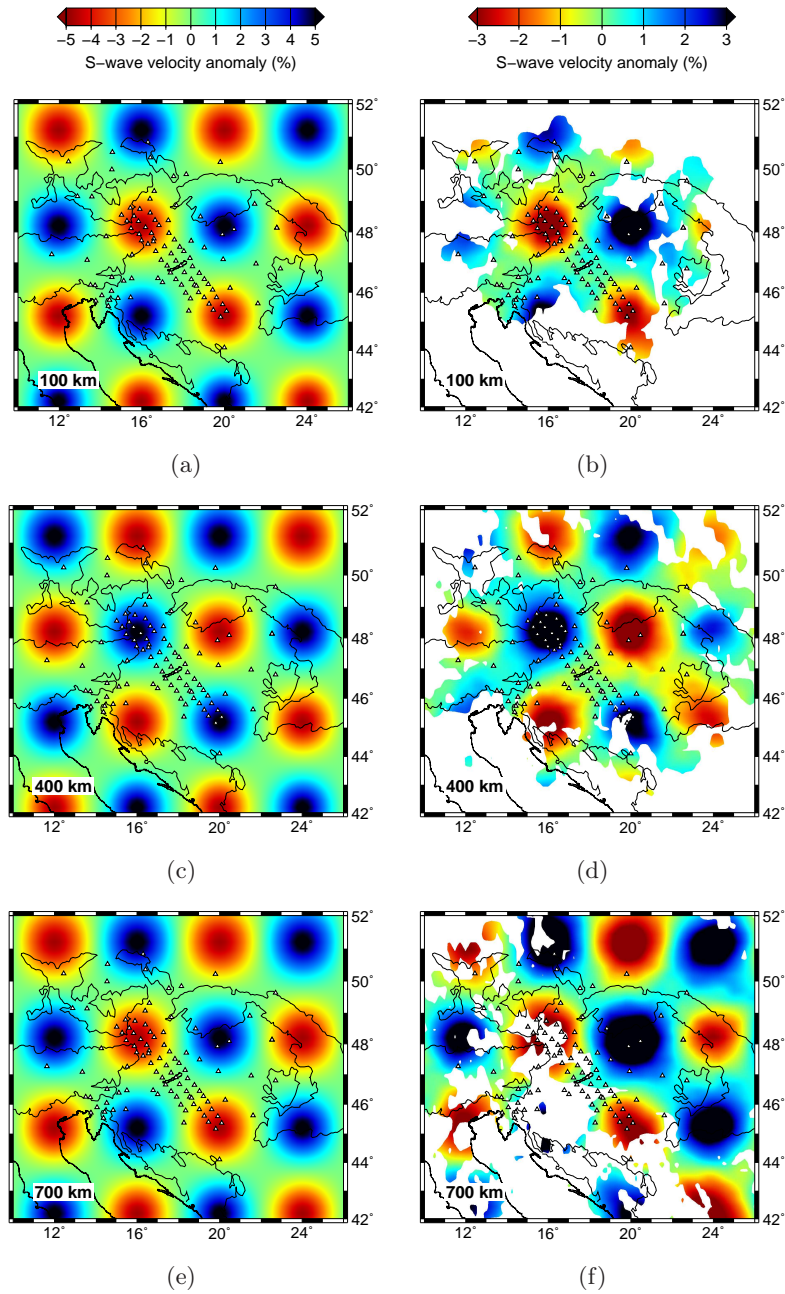 −5 −4 −3 −2 −1 0 1 2 3 4 5
S−wave velocity anomaly (%)
−3 −2 −1 0 1 2 3
S−wave velocity anomaly (%)
52˚
50˚
48˚
46˚
44˚
42˚
100 km
12˚ 16˚ 20˚ 24˚
(a)
52˚
50˚
48˚
46˚
44˚
42˚
100 km
12˚ 16˚ 20˚ 24˚
(b)
52˚
50˚
48˚
46˚
44˚
42˚
400 km
12˚ 16˚ 20˚ 24˚
(c)
52˚
50˚
48˚
46˚
44˚
42˚
400 km
12˚ 16˚ 20˚ 24˚
(d)
52˚
50˚
48˚
46˚
44˚
42˚
700 km
12˚ 16˚ 20˚ 24˚
(e)
52˚
50˚
48˚
46˚
44˚
42˚
700 km
12˚ 16˚ 20˚ 24˚
(f)